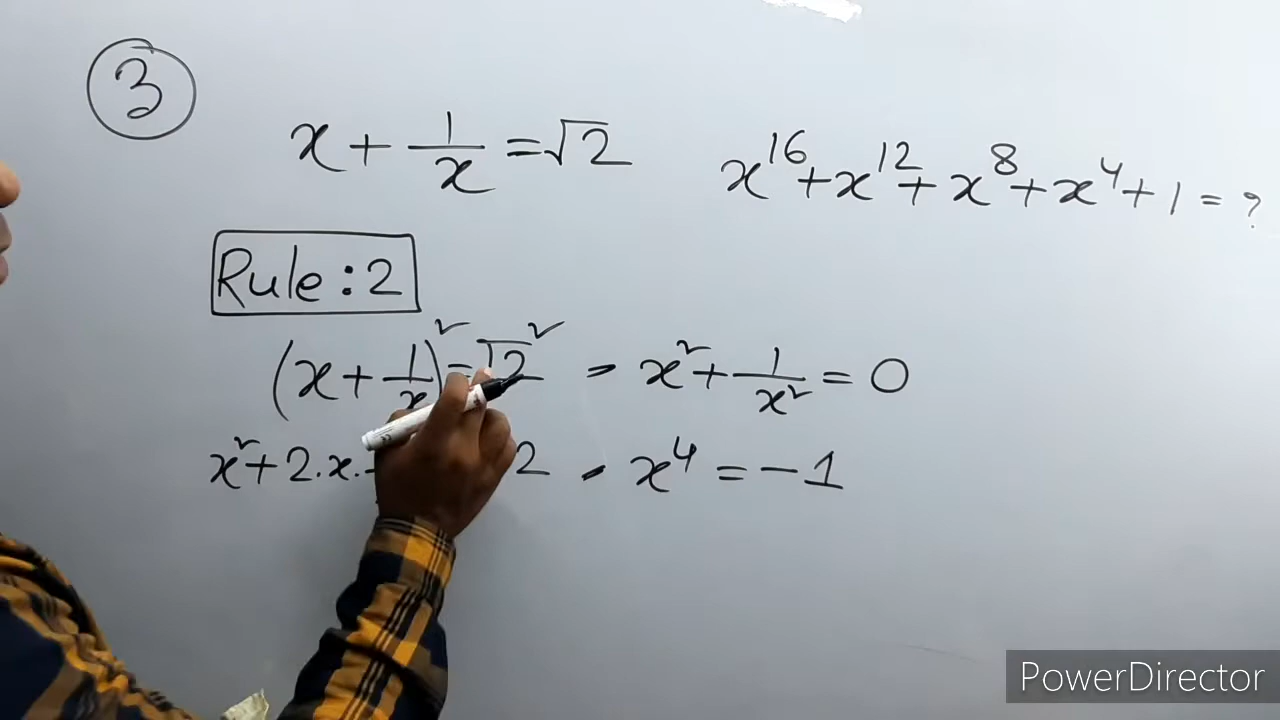 3
x + 1/x = √2
x^16 + x^12 + x^8 + x^4 + 1 = ?
Rule : 2
(x + 1/x)^2 = √2^2 - x^2 + 1/x^2 = 0
x^2 + 2.x. 2 - x^4 = -1
PowerDirector